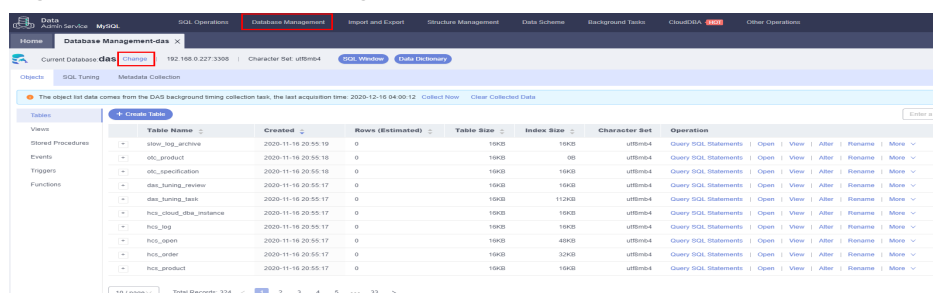 Data Admin Service MySQL SQL Operations Database Management Import and Export Structure Management Data Scheme Background Tasks CloudDBA HOT Other Operations
Home Database Management-das ×
Current Database: das Change | 192.168.0.227:3308 | Character Set: utf8mb4 SQL Window Data Dictionary
Objects SQL Tuning Metadata Collection
The object list data comes from the DAS background timing collection task, the last acquisition time: 2020-12-16 04:00:12 Collect Now Clear Collected Data
Tables
Views
Stored Procedures
Events
Triggers
Functions
+ Create Table Enter a
Table Name Created Rows (Estimated) Table Size Index Size Character Set Operation
slow_log_archive 2020-11-16 20:55:19 0 16KB 16KB utf8mb4 Query SQL Statements | Open | View | Alter | Rename | More
otc_product 2020-11-16 20:55:18 0 16KB 0B utf8mb4 Query SQL Statements | Open | View | Alter | Rename | More
otc_specification 2020-11-16 20:55:18 0 16KB 16KB utf8mb4 Query SQL Statements | Open | View | Alter | Rename | More
das_tuning_review 2020-11-16 20:55:17 0 16KB 16KB utf8mb4 Query SQL Statements | Open | View | Alter | Rename | More
das_tuning_task 2020-11-16 20:55:17 0 16KB 112KB utf8mb4 Query SQL Statements | Open | View | Alter | Rename | More
hcs_cloud_dba_instance 2020-11-16 20:55:17 0 16KB 16KB utf8mb4 Query SQL Statements | Open | View | Alter | Rename | More
hcs_log 2020-11-16 20:55:17 0 16KB 16KB utf8mb4 Query SQL Statements | Open | View | Alter | Rename | More
hcs_open 2020-11-16 20:55:17 0 16KB 48KB utf8mb4 Query SQL Statements | Open | View | Alter | Rename | More
hcs_order 2020-11-16 20:55:17 0 16KB 32KB utf8mb4 Query SQL Statements | Open | View | Alter | Rename | More
hcs_product 2020-11-16 20:55:17 0 16KB 16KB utf8mb4 Query SQL Statements | Open | View | Alter | Rename | More
Total Records: 324 < 1 2 3 4 5 ... 33 >